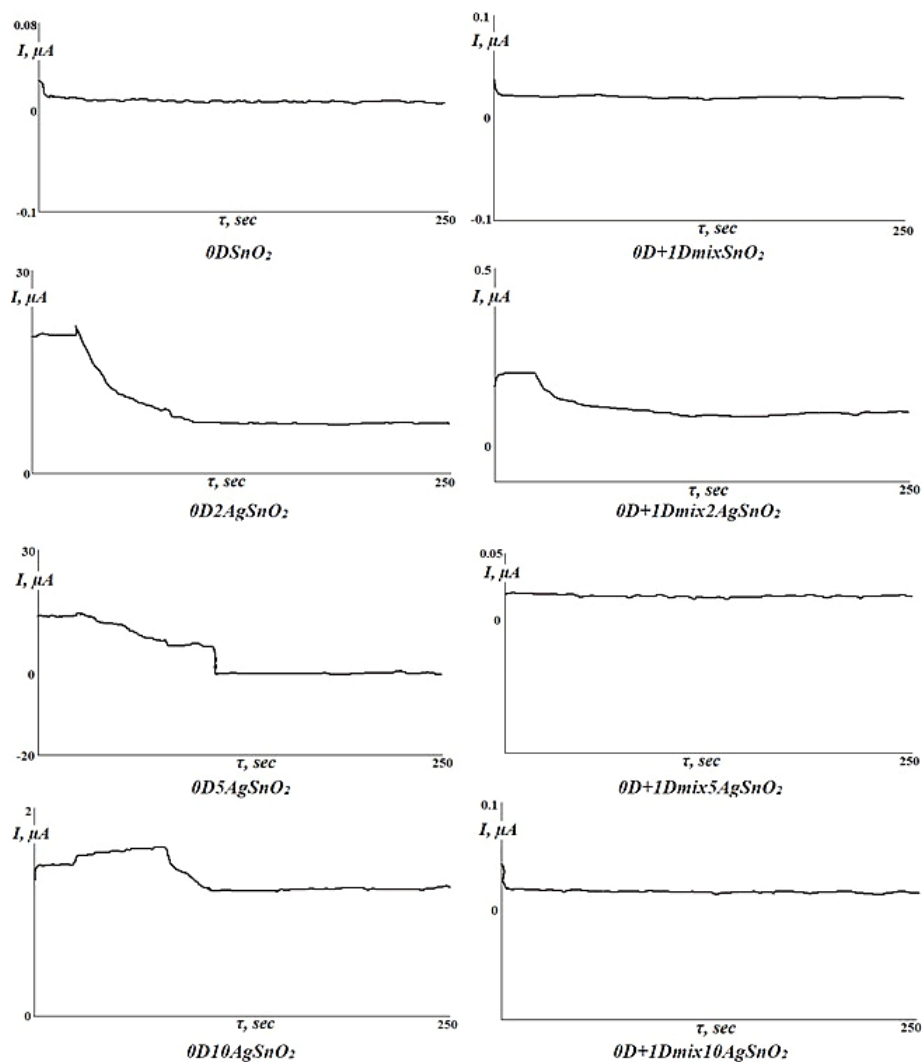 0.08
I, μA
0
-0.1
τ, sec
250
0DSnO₂
0.1
I, μA
0
-0.1
τ, sec
250
0D+1DmixSnO₂
30
I, μA
0
τ, sec
250
0D2AgSnO₂
0.5
I, μA
0
τ, sec
250
0D+1Dmix2AgSnO₂
30
I, μA
0
-20
τ, sec
250
0D5AgSnO₂
0.05
I, μA
0
τ, sec
250
0D+1Dmix5AgSnO₂
2
I, μA
0
τ, sec
250
0D10AgSnO₂
0.1
I, μA
0
τ, sec
250
0D+1Dmix10AgSnO₂